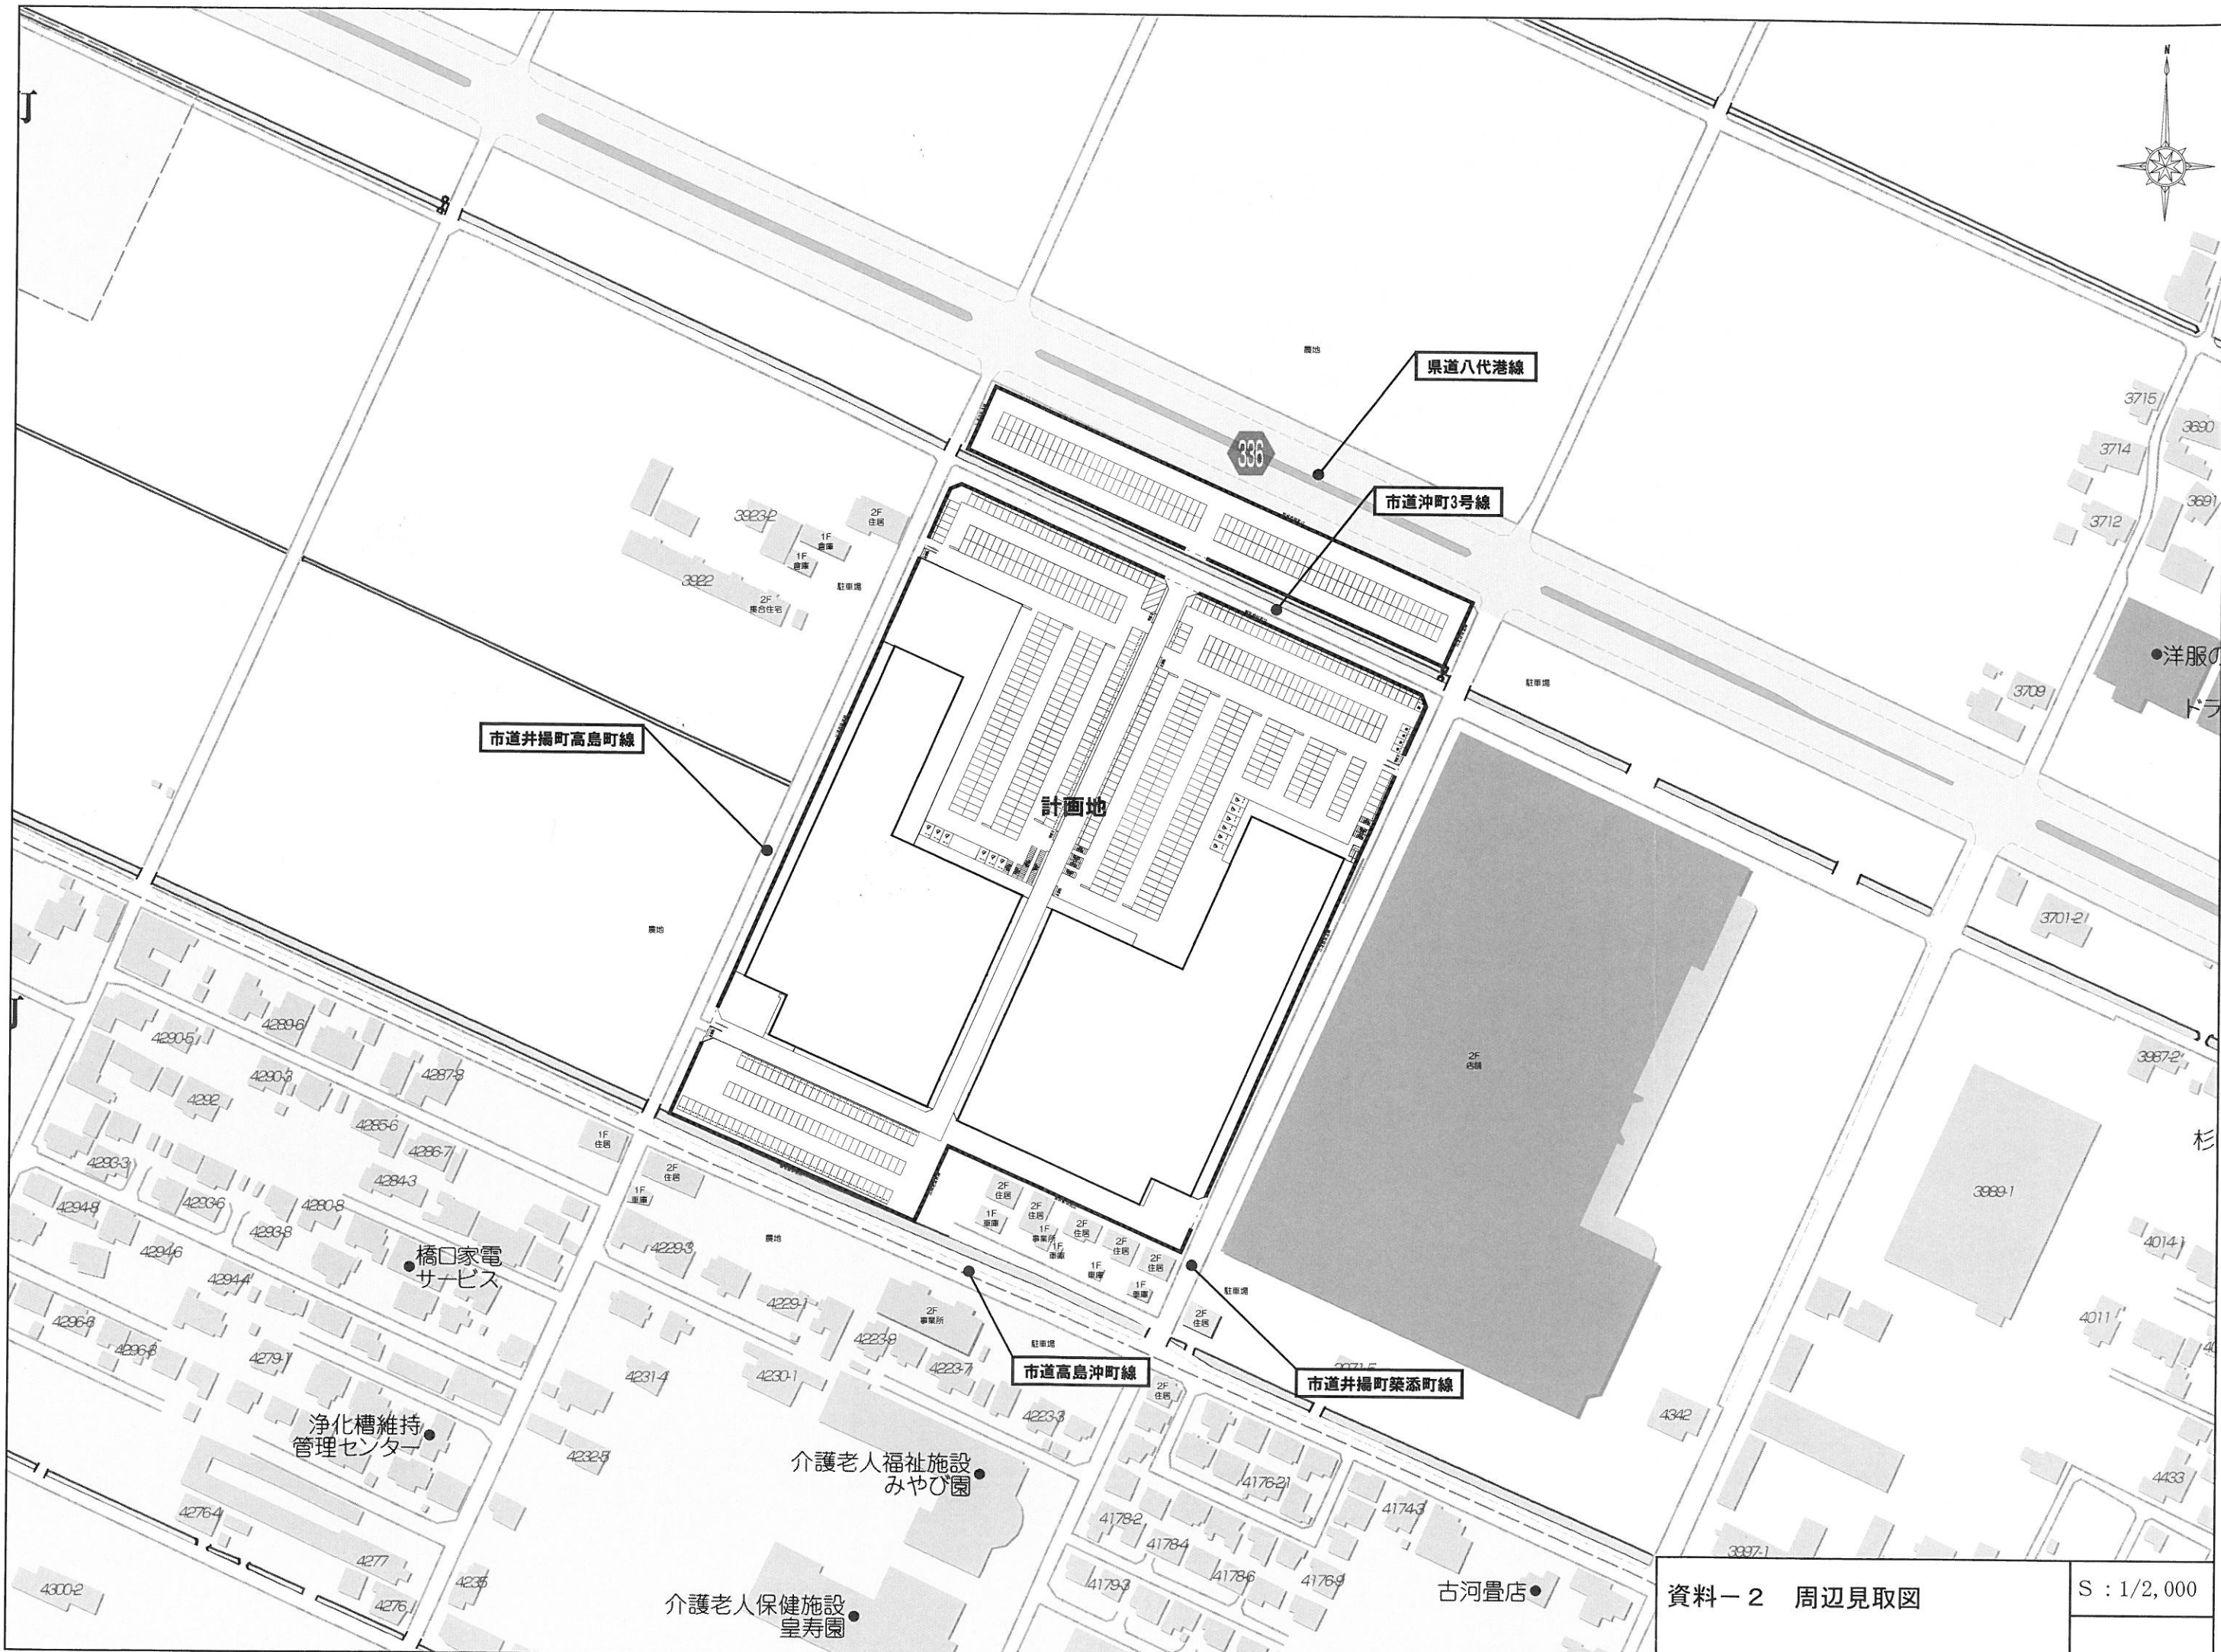 N
県道八代港線
農地
336
市道沖町3号線
3715
3690
3714
3691
3712
2F
住居
3923-2
1F
倉庫
1F
倉庫
駐車場
3922
2F
集合住宅
洋服の
ドラ
3709
駐車場
市道井揚町高島町線
計画地
農地
3701-2
2F
店舗
3987-2
杉
3989-1
4290-5
4289-6
4290-3
4287-3
4292
4285-6
4286-7
1F
住居
4293-3
4284-3
2F
住居
1F
車庫
4294-8
4293-6
4280-8
4293-8
4294-6
4294-4
橋口家電
サービス
4229-3
農地
2F
住居
1F
車庫
2F
住居
1F
事業所
1F
車庫
2F
住居
2F
住居
1F
車庫
2F
住居
1F
車庫
駐車場
2F
住居
4014-1
4011
4296-3
4296-8
4279-1
4229-1
2F
事業所
4223-9
駐車場
4223-7
4231-4
4230-1
市道高島沖町線
市道井揚町築添町線
2F
住居
4223-3
4342
浄化槽維持
管理センター
4232-5
介護老人福祉施設
みやび園
4176-21
4174-3
4433
4276-4
4178-2
4178-4
4277
4235
4300-2
4276
4179-3
4178-6
4176-9
3997-1
介護老人保健施設
皇寿園
古河畳店
資料－2 周辺見取図
S : 1/2,000